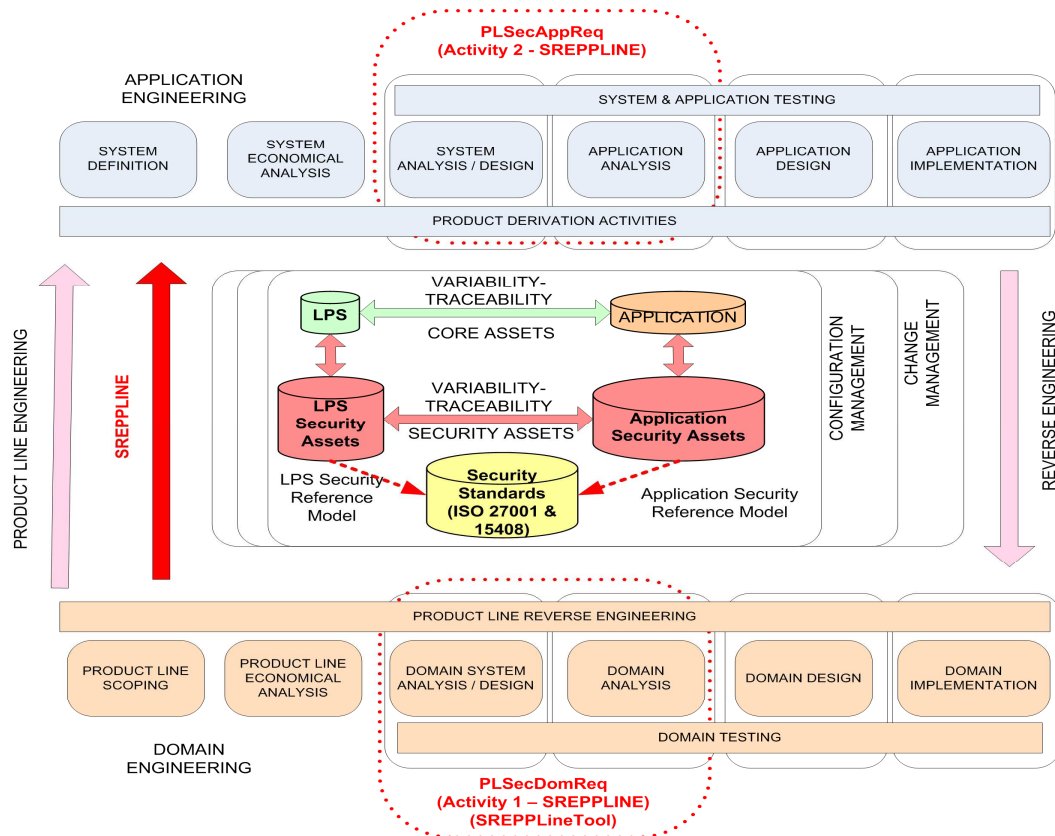 PLSecAppReq
(Activity 2 - SREPPLINE)
APPLICATION
ENGINEERING
SYSTEM & APPLICATION TESTING
SYSTEM
DEFINITION
SYSTEM
ECONOMICAL
ANALYSIS
SYSTEM
ANALYSIS / DESIGN
APPLICATION
ANALYSIS
APPLICATION
DESIGN
APPLICATION
IMPLEMENTATION
PRODUCT DERIVATION ACTIVITIES
PRODUCT LINE ENGINEERING
SREPPLINE
VARIABILITY-
TRACEABILITY
LPS
APPLICATION
CORE ASSETS
VARIABILITY-
TRACEABILITY
LPS
Security
Assets
Application
Security Assets
SECURITY ASSETS
LPS Security
Reference
Model
Security
Standards
(ISO 27001 &
15408)
Application Security
Reference Model
CONFIGURATION
MANAGEMENT
CHANGE
MANAGEMENT
REVERSE ENGINEERING
PRODUCT LINE REVERSE ENGINEERING
PRODUCT LINE
SCOPING
PRODUCT LINE
ECONOMICAL
ANALYSIS
DOMAIN SYSTEM
ANALYSIS / DESIGN
DOMAIN
ANALYSIS
DOMAIN DESIGN
DOMAIN
IMPLEMENTATION
DOMAIN TESTING
DOMAIN
ENGINEERING
PLSecDomReq
(Activity 1 – SREPPLINE)
(SREPPLineTool)